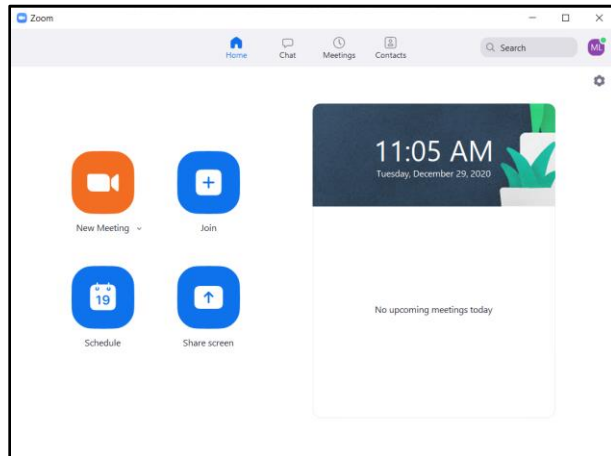 Zoom
Home
Chat
Meetings
Contacts
Search
ML
11:05 AM
Tuesday, December 29, 2020
New Meeting
Join
19
Schedule
Share screen
No upcoming meetings today